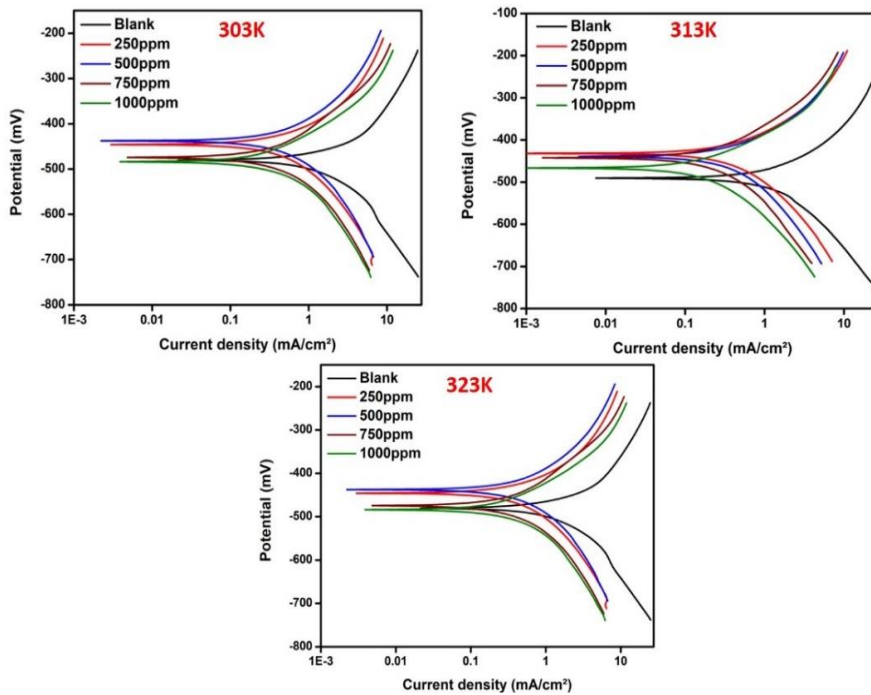 303K
Blank
250ppm
500ppm
750ppm
1000ppm
-200
-300
-400
-500
-600
-700
-800
Potential (mV)
1E-3
0.01
0.1
1
10
Current density (mA/cm²)
313K
Blank
250ppm
500ppm
750ppm
1000ppm
-100
-200
-300
-400
-500
-600
-700
-800
Potential (mV)
1E-3
0.01
0.1
1
10
Current density (mA/cm²)
323K
Blank
250ppm
500ppm
750ppm
1000ppm
-200
-300
-400
-500
-600
-700
-800
Potential (mV)
1E-3
0.01
0.1
1
10
Current density (mA/cm²)